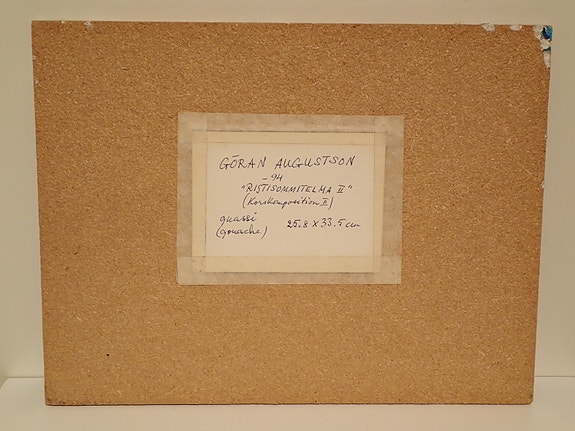 GÖRAN AUGUSTSON
-94
"RISTISOMMITELMA II"
(Korskomposition II)
guassi
(gouache) 25.8 x 33.5 cm